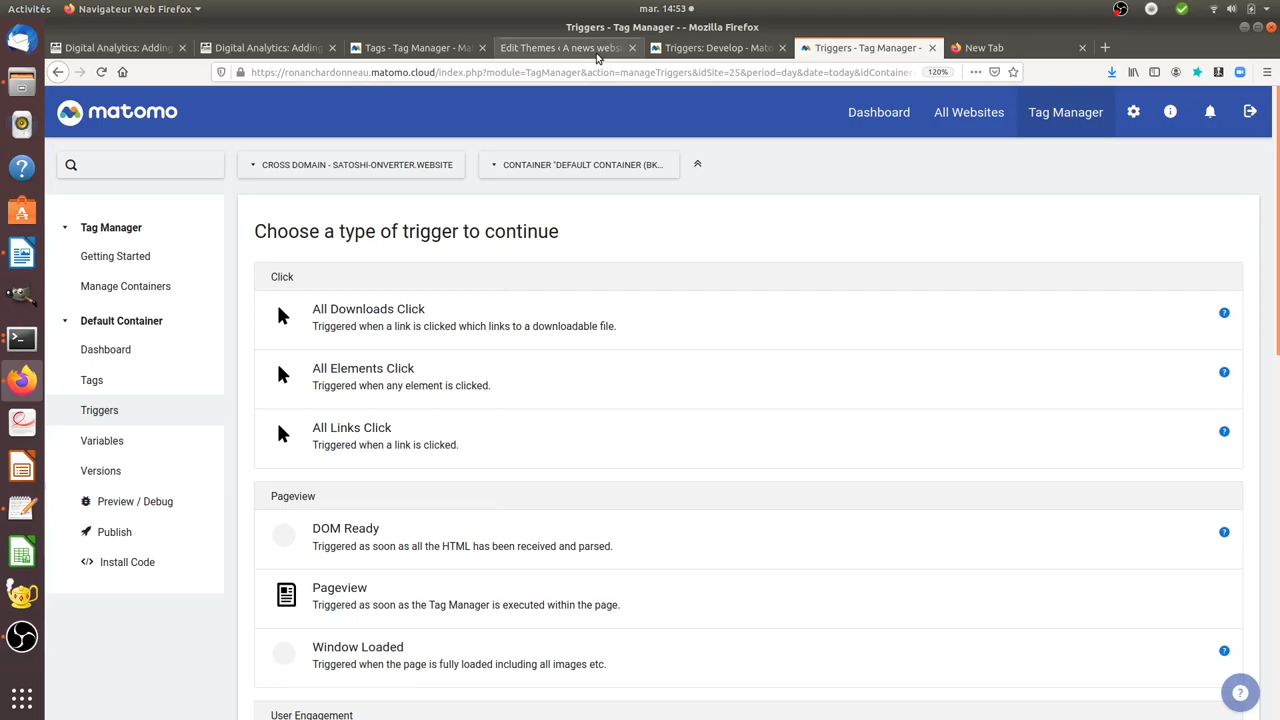 Activités
Navigateur Web Firefox
mar. 14:53
Triggers - Tag Manager - - Mozilla Firefox
Digital Analytics: Adding
Digital Analytics: Adding
Tags - Tag Manager - M
Edit Themes ‹ A news webs
Triggers: Develop - Mato
Triggers - Tag Manager -
New Tab
https://ronanchardonneau.matomo.cloud/index.php?module=TagManager&action=manageTriggers&idSite=25&period=day&date=today&idContainer
120%
matomo
Dashboard
All Websites
Tag Manager
CROSS DOMAIN - SATOSHI-ONVERTER.WEBSITE
CONTAINER "DEFAULT CONTAINER (BK...
Tag Manager
Getting Started
Manage Containers
Default Container
Dashboard
Tags
Triggers
Variables
Versions
Preview / Debug
Publish
Install Code
Choose a type of trigger to continue
Click
All Downloads Click
Triggered when a link is clicked which links to a downloadable file.
All Elements Click
Triggered when any element is clicked.
All Links Click
Triggered when a link is clicked.
Pageview
DOM Ready
Triggered as soon as all the HTML has been received and parsed.
Pageview
Triggered as soon as the Tag Manager is executed within the page.
Window Loaded
Triggered when the page is fully loaded including all images etc.
User Engagement